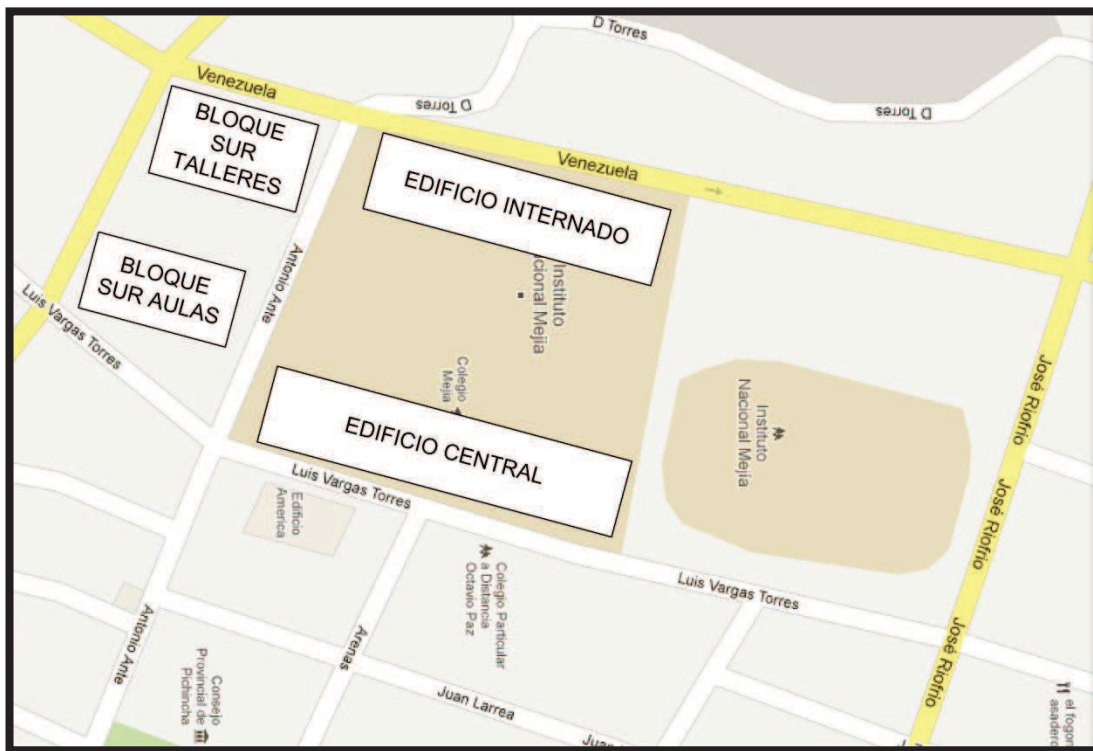 D Torres
Venezuela
D Torres
D Torres
BLOQUE
SUR
TALLERES
Venezuela
EDIFICIO INTERNADO
Antonio Ante
BLOQUE
SUR AULAS
Luis Vargas Torres
Instituto
Nacional Mejía
Colegio
Mejía
EDIFICIO CENTRAL
Instituto
Nacional Mejía
José Riofrío
José Riofrío
Luis Vargas Torres
Edificio
America
Colegio Particular
a Distancia
Octavio Paz
Luis Vargas Torres
Antonio Ante
Arenas
José Riofrío
Consejo
Provincial de
Pichincha
Juan Larrea
el fogon
asadero